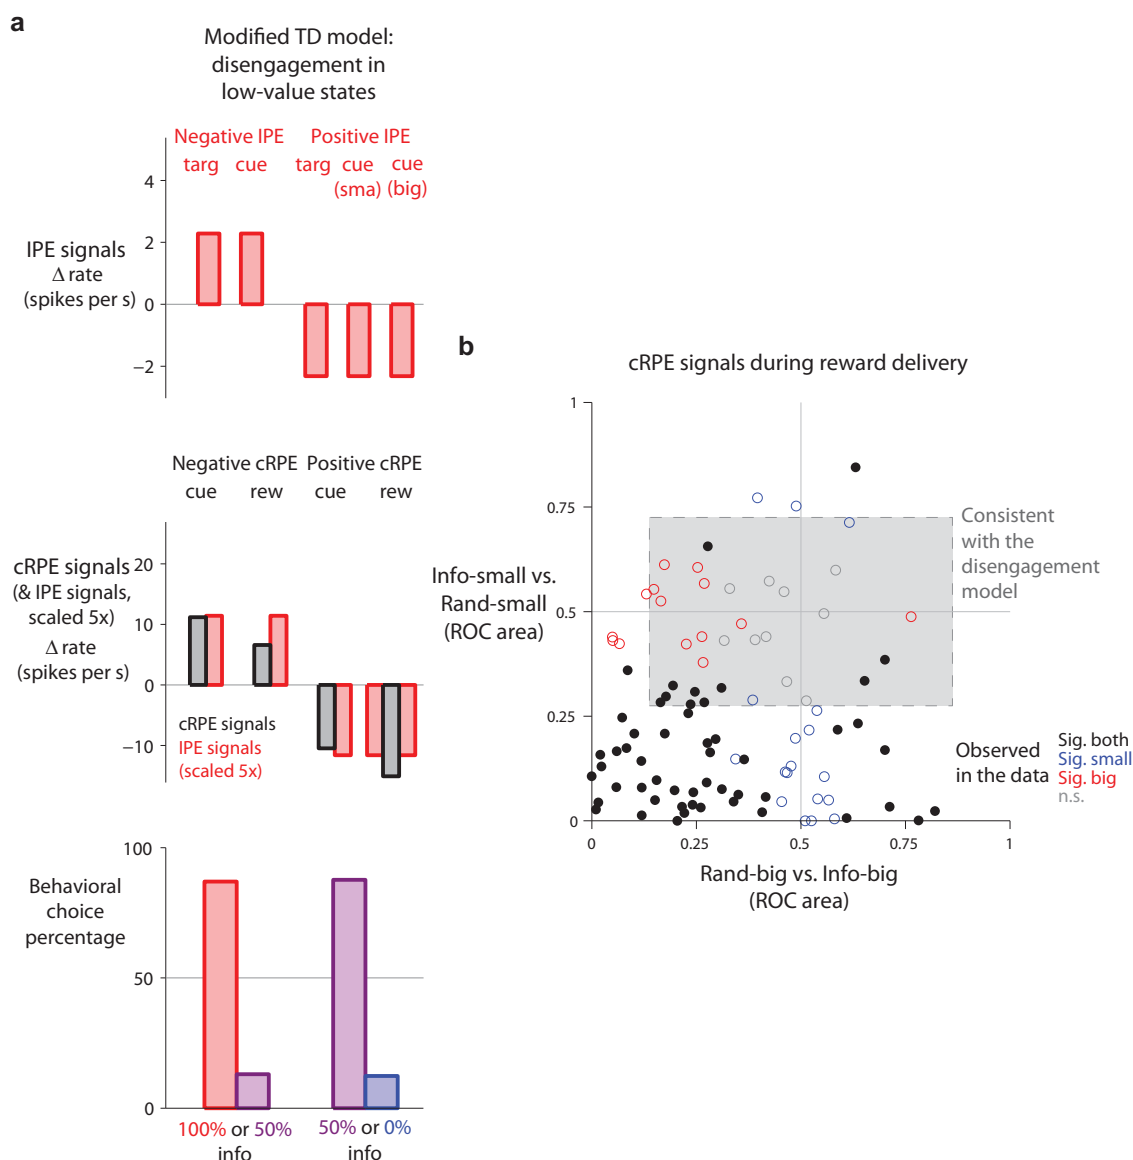 a
Modified TD model:
disengagement in
low-value states
Negative IPE
Positive IPE
targ
cue
targ
cue
(sma)
cue
(big)
4
2
0
−2
IPE signals
Δ rate
(spikes per s)
Negative cRPE
Positive cRPE
cue
rew
cue
rew
20
10
0
−10
cRPE signals
(& IPE signals,
scaled 5x)
Δ rate
(spikes per s)
cRPE signals
IPE signals
(scaled 5x)
100
50
0
Behavioral
choice
percentage
100% or 50%
info
50% or 0%
info
b
cRPE signals during reward delivery
1
0.75
0.5
0.25
0
Info-small vs.
Rand-small
(ROC area)
Consistent
with the
disengagement
model
Observed
in the data
Sig. both
Sig. small
Sig. big
n.s.
0
0.25
0.5
0.75
1
Rand-big vs. Info-big
(ROC area)